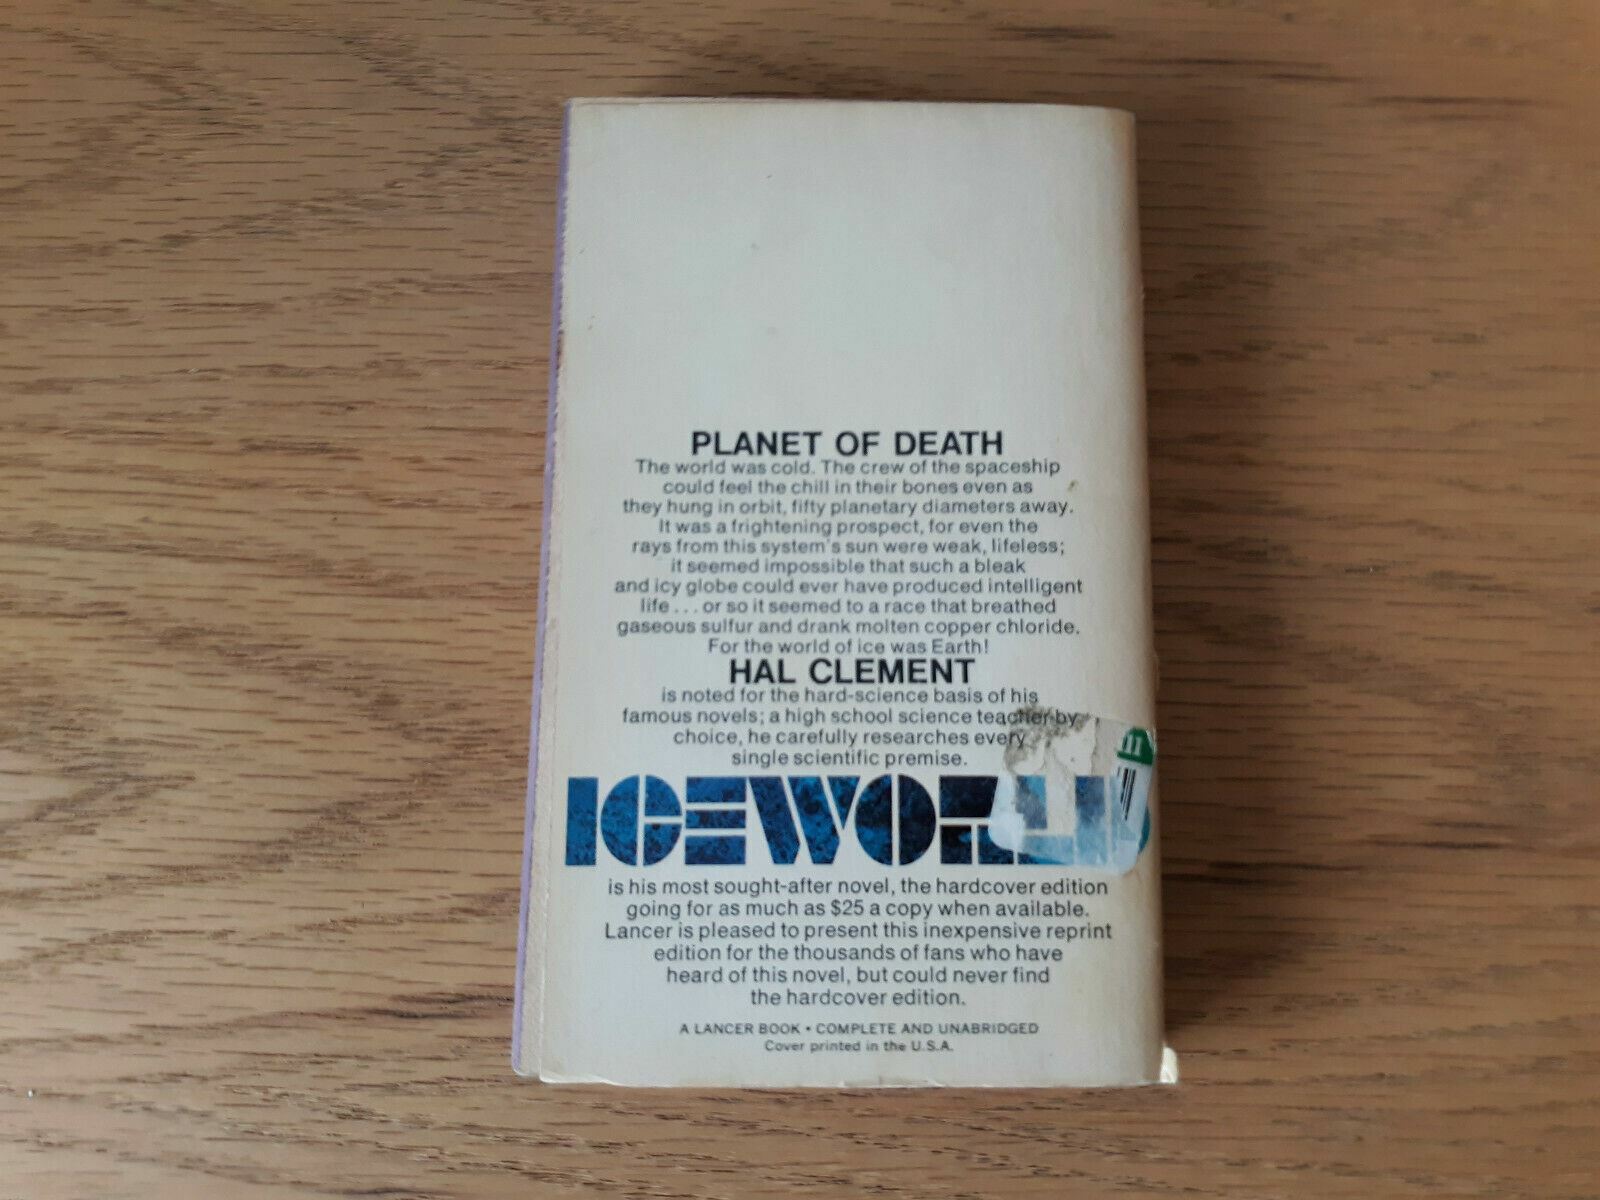 PLANET OF DEATH
The world was cold. The crew of the spaceship
could feel the chill in their bones even as
they hung in orbit, fifty planetary diameters away.
It was a frightening prospect, for even the
rays from this system's sun were weak, lifeless;
it seemed impossible that such a bleak
and icy globe could ever have produced intelligent
life . . . or so it seemed to a race that breathed
gaseous sulfur and drank molten copper chloride.
For the world of ice was Earth!
HAL CLEMENT
is noted for the hard-science basis of his
famous novels; a high school science teacher by
choice, he carefully researches every
single scientific premise.
ICEWORLD
is his most sought-after novel, the hardcover edition
going for as much as $25 a copy when available.
Lancer is pleased to present this inexpensive reprint
edition for the thousands of fans who have
heard of this novel, but could never find
the hardcover edition.
A LANCER BOOK • COMPLETE AND UNABRIDGED
Cover printed in the U.S.A.